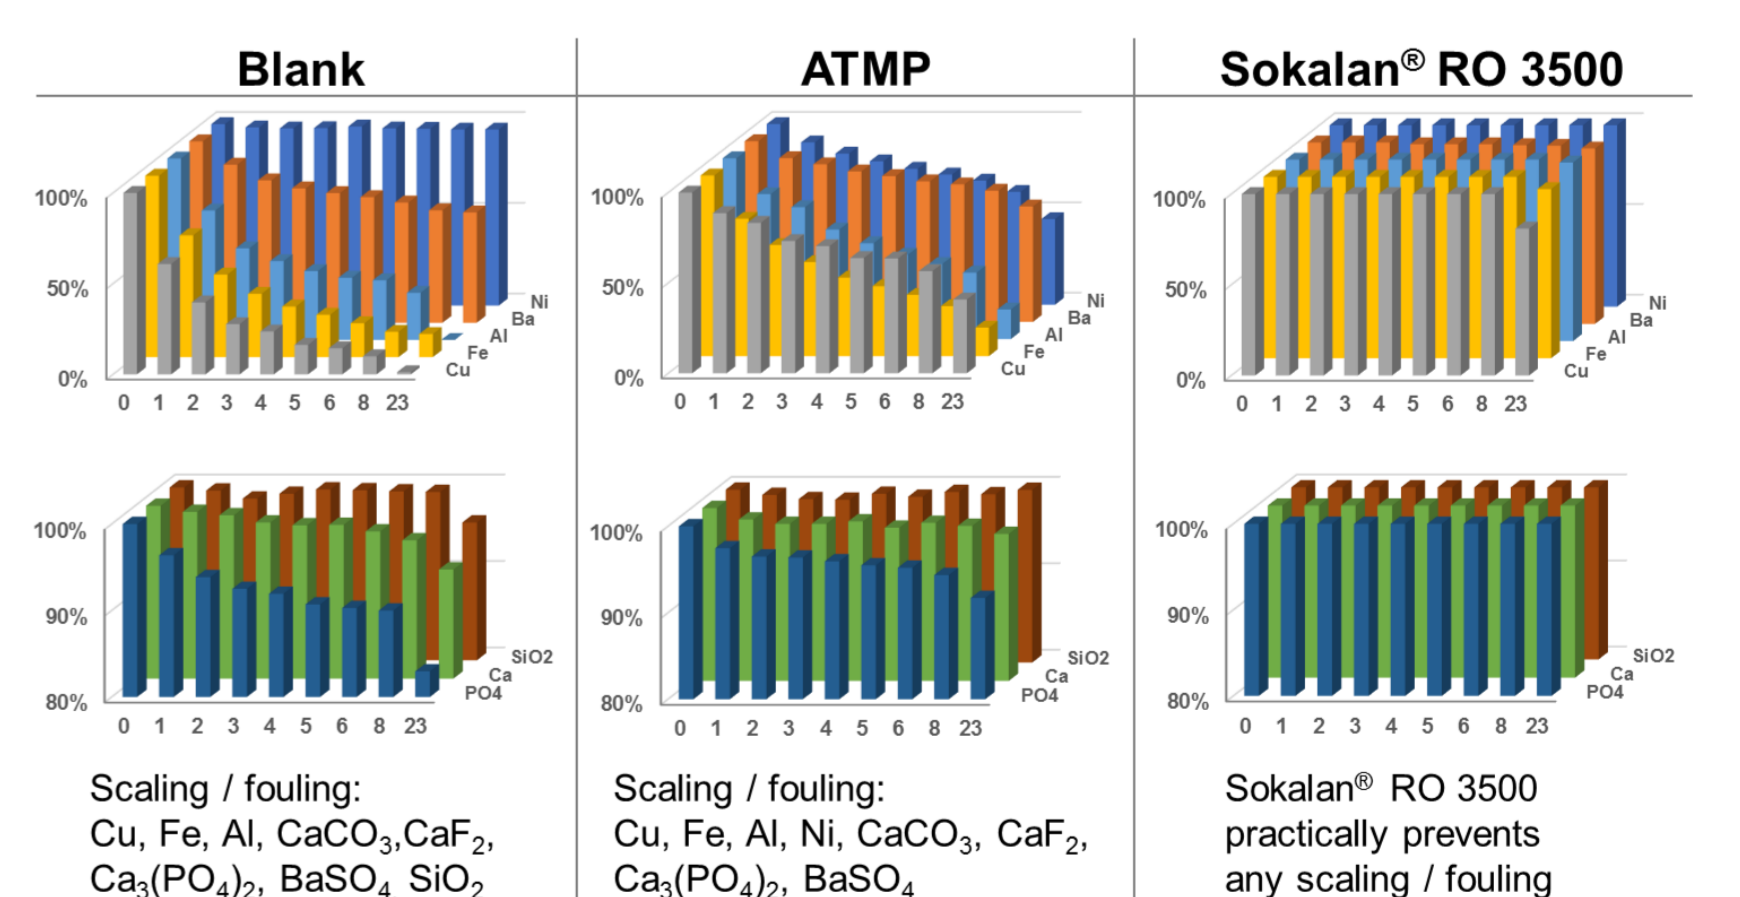 Blank
ATMP
Sokalan® RO 3500
100%
50%
0%
0 1 2 3 4 5 6 8 23
Ni
Ba
Al
Fe
Cu
100%
50%
0%
0 1 2 3 4 5 6 8 23
Ni
Ba
Al
Fe
Cu
100%
50%
0%
0 1 2 3 4 5 6 8 23
Ni
Ba
Al
Fe
Cu
100%
90%
80%
0 1 2 3 4 5 6 8 23
SiO2
Ca
PO4
100%
90%
80%
0 1 2 3 4 5 6 8 23
SiO2
Ca
PO4
100%
90%
80%
0 1 2 3 4 5 6 8 23
SiO2
Ca
PO4
Scaling / fouling:
Cu, Fe, Al, CaCO₃,CaF₂,
Ca₃(PO₄)₂, BaSO₄ SiO₂
Scaling / fouling:
Cu, Fe, Al, Ni, CaCO₃, CaF₂,
Ca₃(PO₄)₂, BaSO₄
Sokalan® RO 3500
practically prevents
any scaling / fouling